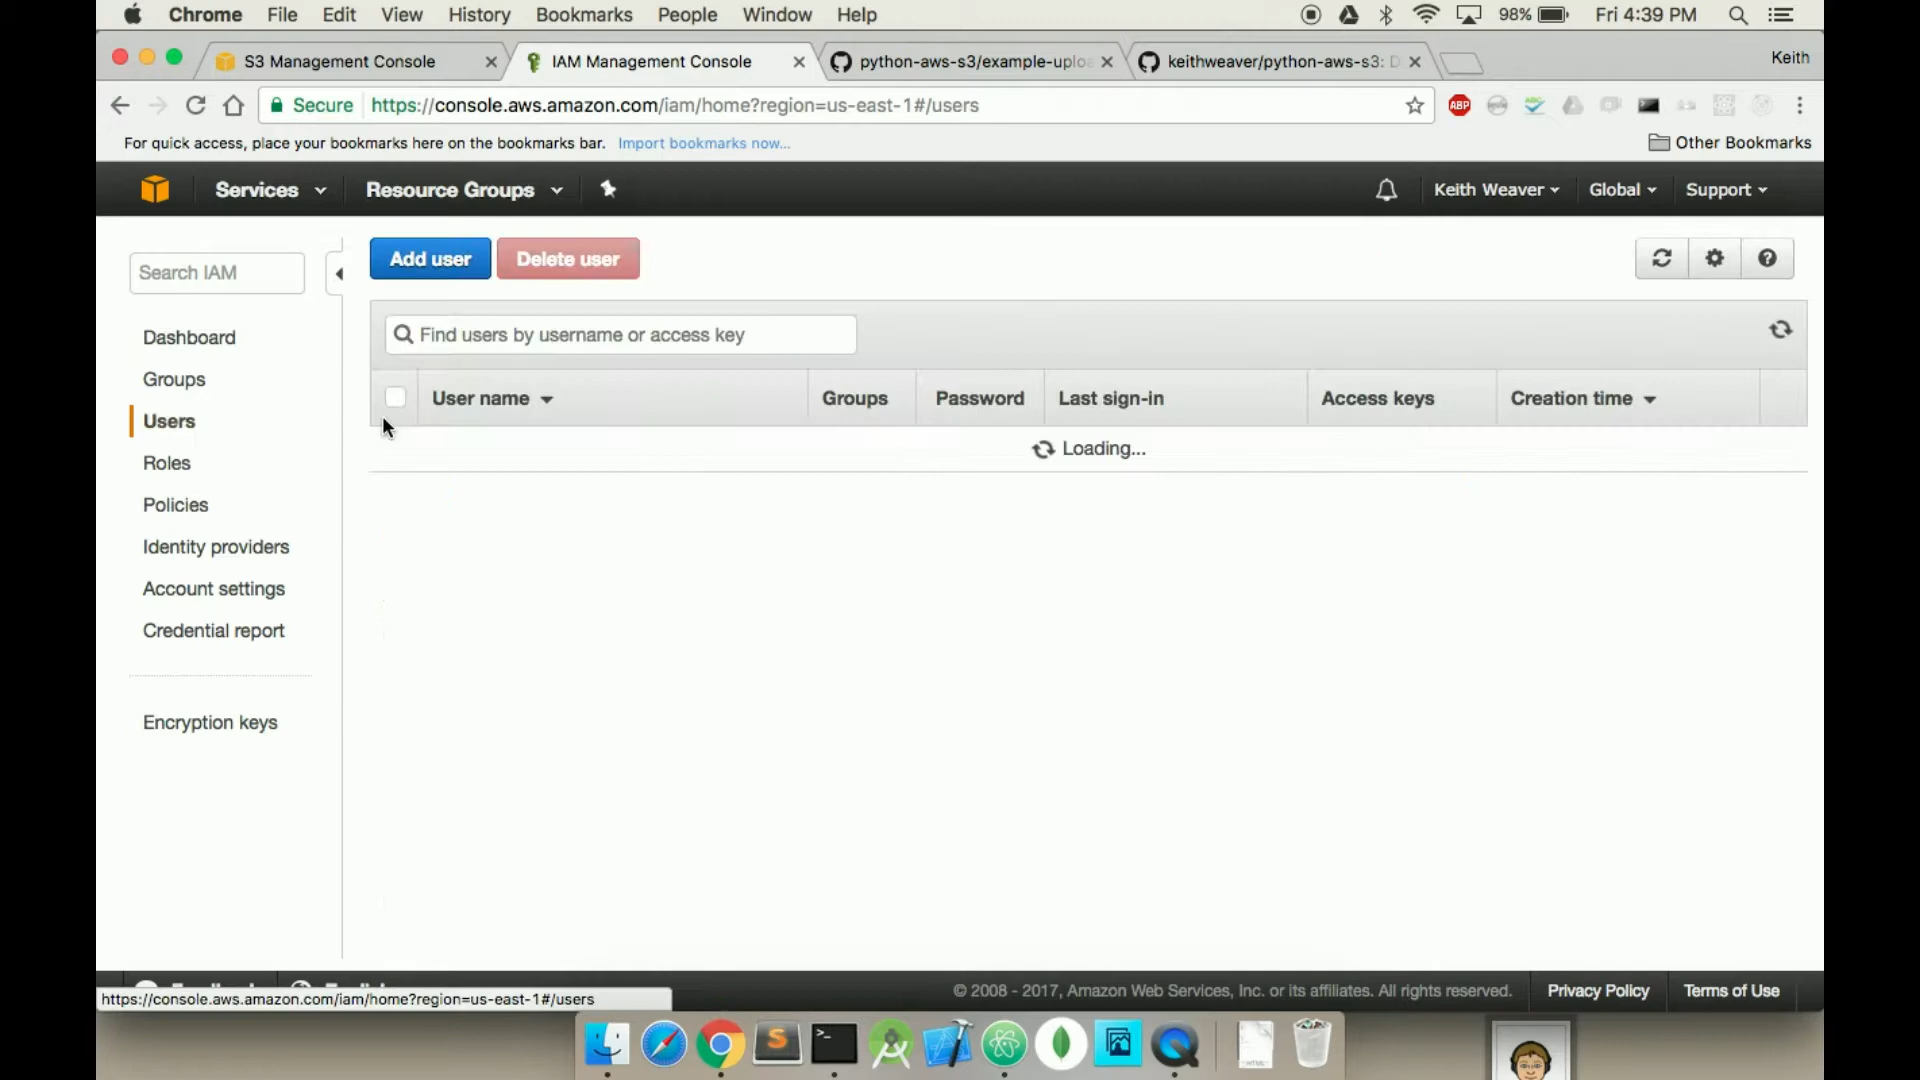 Chrome File Edit View History Bookmarks People Window Help 98% Fri 4:39 PM
S3 Management Console IAM Management Console python-aws-s3/example-uplo keithweaver/python-aws-s3: D Keith
Secure https://console.aws.amazon.com/iam/home?region=us-east-1#/users ABP
For quick access, place your bookmarks here on the bookmarks bar. Import bookmarks now... Other Bookmarks
Services Resource Groups Keith Weaver Global Support
Search IAM
Add user Delete user
Find users by username or access key
Dashboard
Groups
Users
Roles
Policies
Identity providers
Account settings
Credential report
Encryption keys
User name Groups Password Last sign-in Access keys Creation time
Loading...
© 2008 - 2017, Amazon Web Services, Inc. or its affiliates. All rights reserved. Privacy Policy Terms of Use
https://console.aws.amazon.com/iam/home?region=us-east-1#/users